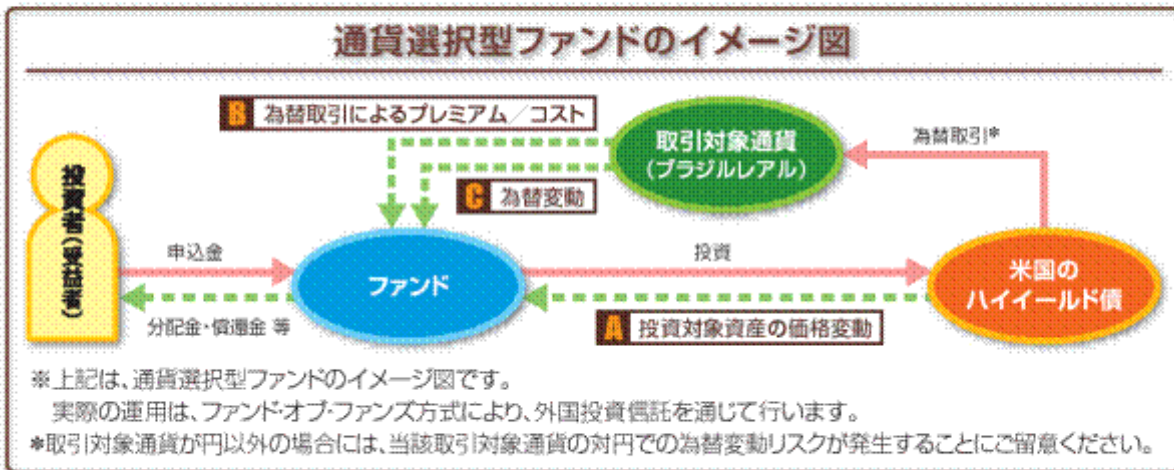 通貨選択型ファンドのイメージ図
B 為替取引によるプレミアム／コスト
取引対象通貨
(ブラジルレアル)
為替取引*
C 為替変動
投資者(受益者)
申込金
ファンド
投資
米国の
ハイイールド債
分配金・償還金 等
A 投資対象資産の価格変動
※上記は、通貨選択型ファンドのイメージ図です。
実際の運用は、ファンド・オブ・ファンズ方式により、外国投資信託を通じて行います。
*取引対象通貨が円以外の場合には、当該取引対象通貨の対円での為替変動リスクが発生することにご留意ください。